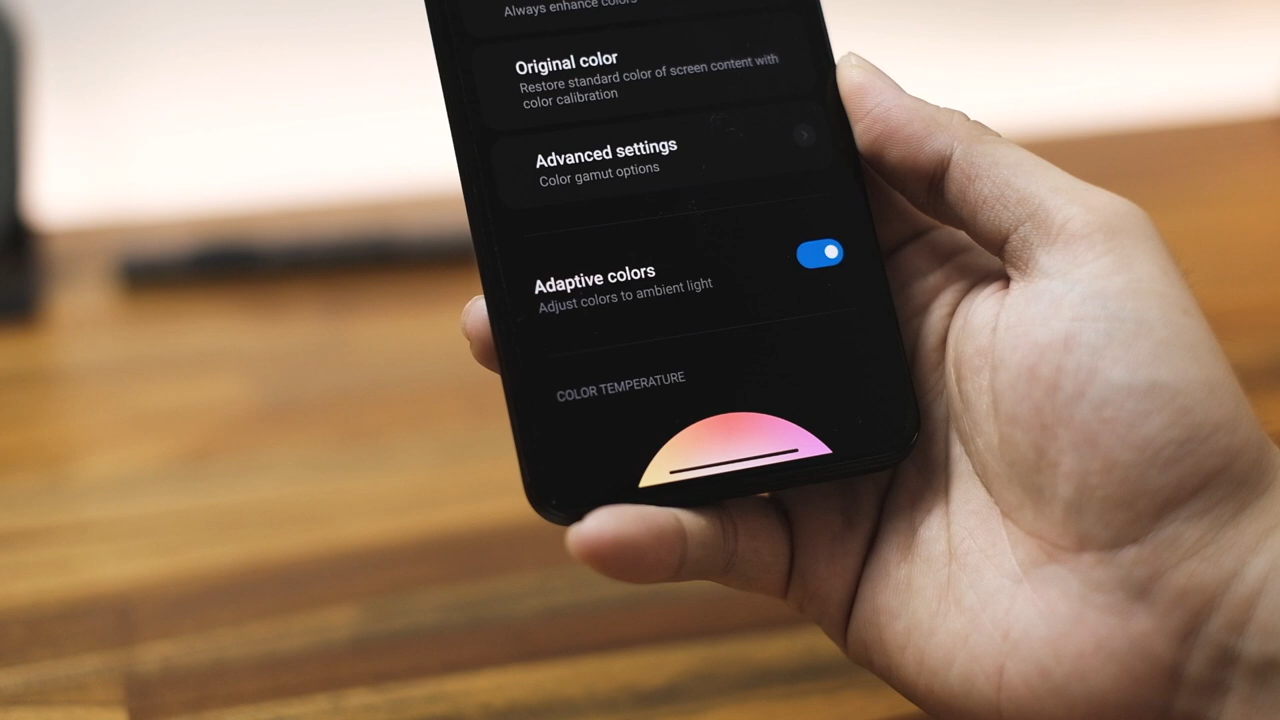 Always enhance colors
Original color
Restore standard color of screen content with
color calibration
Advanced settings
Color gamut options
Adaptive colors
Adjust colors to ambient light
COLOR TEMPERATURE